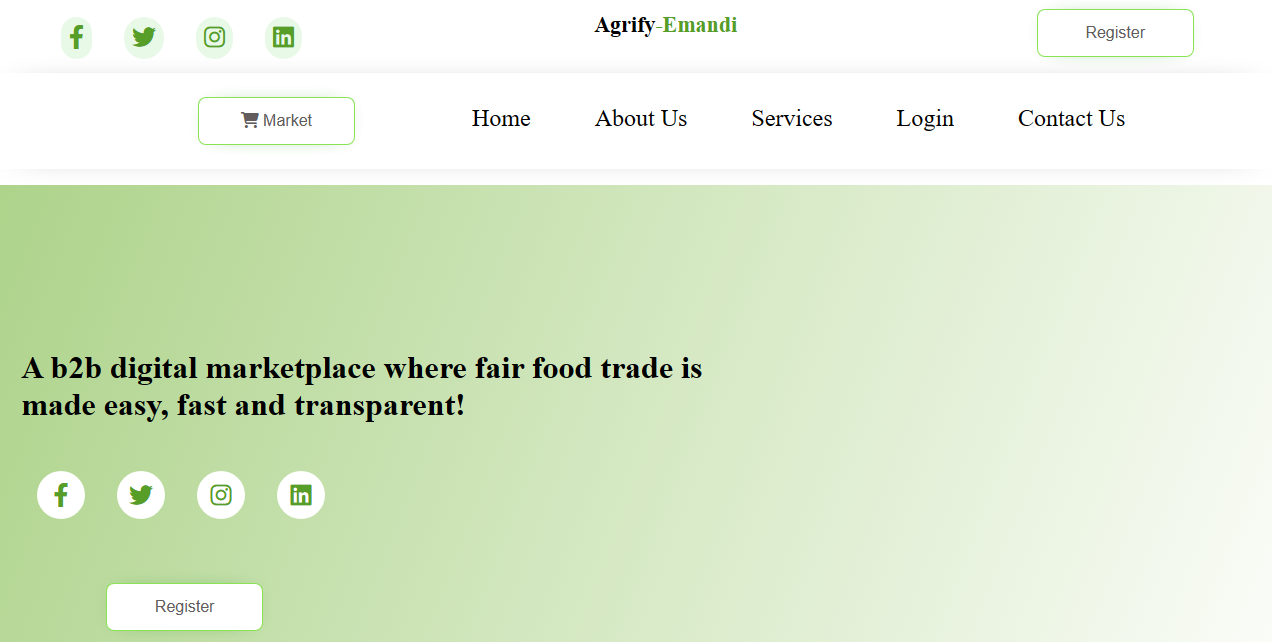 Agrify-Emandi
Register
Market
Home
About Us
Services
Login
Contact Us
A b2b digital marketplace where fair food trade is
made easy, fast and transparent!
Register